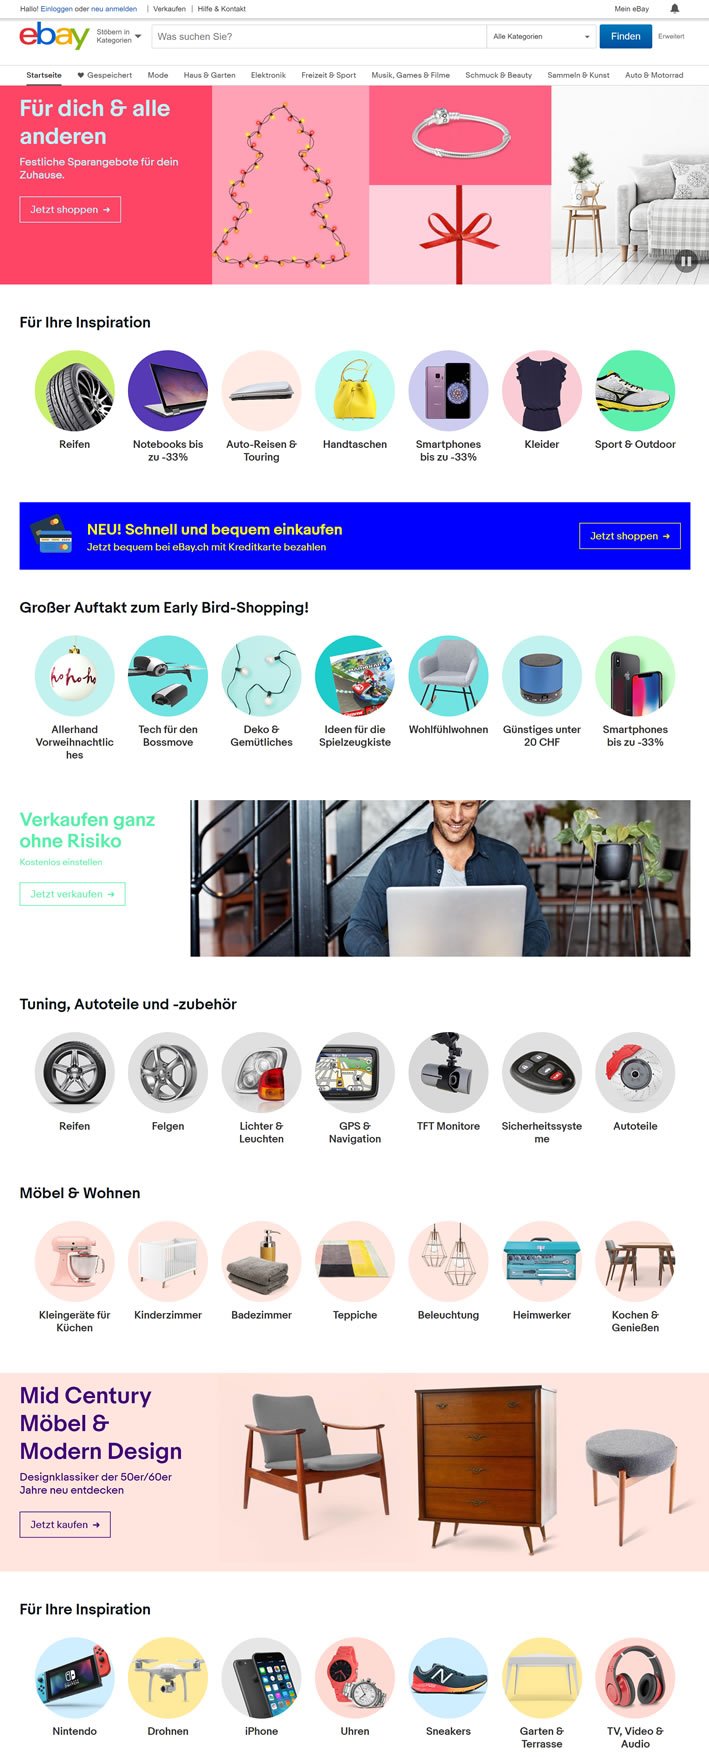 Hallo! Einloggen oder neu anmelden | Verkaufen | Hilfe & Kontakt
Mein eBay
ebay
Stöbern in
Kategorien
Was suchen Sie?
Alle Kategorien
Finden
Erweitert
Startseite
Gespeichert
Mode
Haus & Garten
Elektronik
Freizeit & Sport
Musik, Games & Filme
Schmuck & Beauty
Sammeln & Kunst
Auto & Motorrad
Für dich & alle
anderen
Festliche Sparangebote für dein
Zuhause.
Jetzt shoppen →
Für Ihre Inspiration
Reifen
Notebooks bis
zu -33%
Auto-Reisen &
Touring
Handtaschen
Smartphones
bis zu -33%
Kleider
Sport & Outdoor
NEU! Schnell und bequem einkaufen
Jetzt bequem bei eBay.ch mit Kreditkarte bezahlen
Jetzt shoppen →
Großer Auftakt zum Early Bird-Shopping!
ho ho ho
Allerhand
Vorweihnachtlic
hes
Tech für den
Bossmove
Deko &
Gemütliches
Ideen für die
Spielzeugkiste
Wohlfühlwohnen
Günstiges unter
20 CHF
Smartphones
bis zu -33%
Verkaufen ganz
ohne Risiko
Kostenlos einstellen
Jetzt verkaufen →
Tuning, Autoteile und -zubehör
Reifen
Felgen
Lichter &
Leuchten
GPS &
Navigation
TFT Monitore
Sicherheitssyste
me
Autoteile
Möbel & Wohnen
Kleingeräte für
Küchen
Kinderzimmer
Badezimmer
Teppiche
Beleuchtung
Heimwerker
Kochen &
Genießen
Mid Century
Möbel &
Modern Design
Designklassiker der 50er/60er
Jahre neu entdecken
Jetzt kaufen →
Für Ihre Inspiration
Nintendo
Drohnen
iPhone
Uhren
Sneakers
Garten &
Terrasse
TV, Video &
Audio